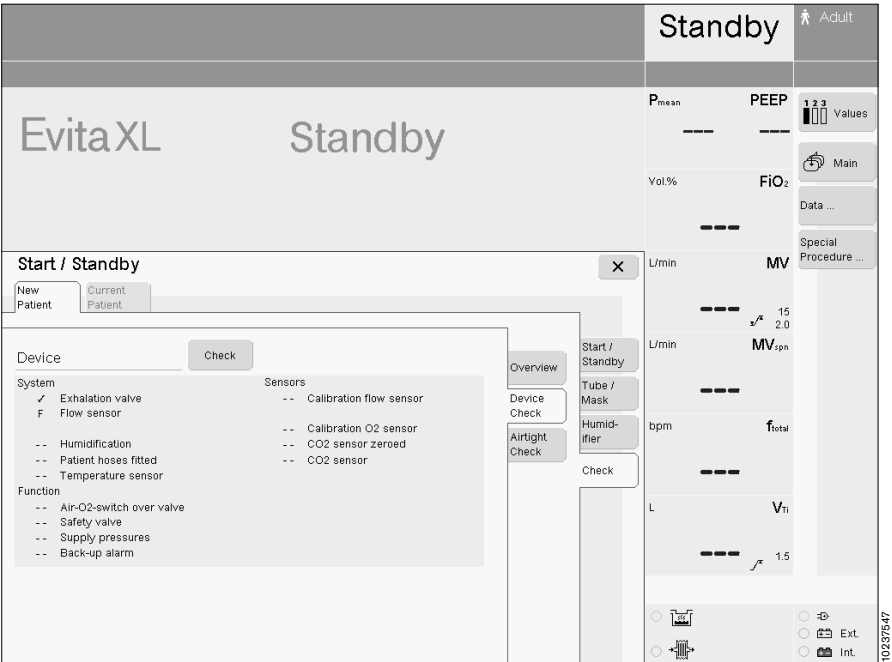 Standby
Adult
EvitaXL
Standby
Pmean PEEP
--- ---
1 2 3
Values
Main
Vol.% FiO2
---
Data ...
Special
Procedure ...
Start / Standby
×
New
Patient
Current
Patient
L/min MV
---
15
2.0
Device
Check
System
✓ Exhalation valve
F Flow sensor
-- Humidification
-- Patient hoses fitted
-- Temperature sensor
Function
-- Air-O2-switch over valve
-- Safety valve
-- Supply pressures
-- Back-up alarm
Sensors
-- Calibration flow sensor
-- Calibration O2 sensor
-- CO2 sensor zeroed
-- CO2 sensor
Overview
Device
Check
Airtight
Check
Start /
Standby
Tube /
Mask
Humid-
ifier
Check
L/min MVspn
---
bpm ftotal
---
L VTi
---
1.5
Ext.
Int.
10237547